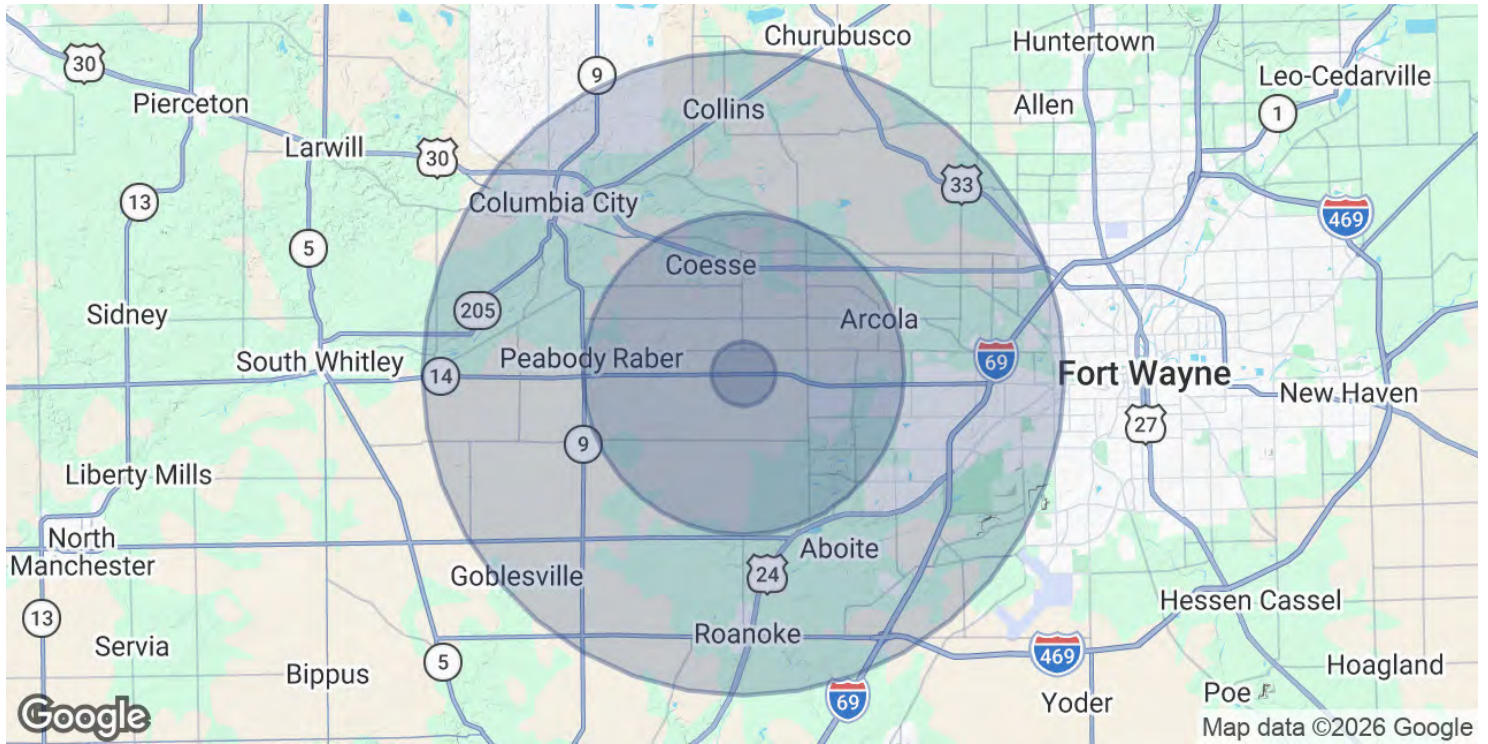 Churubusco
Huntertown
30
9
Leo-Cedarville
Pierceton
Collins
Allen
1
Larwill
30
33
13
Columbia City
469
5
Coesse
Sidney
205
Arcola
South Whitley
Peabody Raber
69
14
Fort Wayne
New Haven
27
9
Liberty Mills
North
Manchester
Aboite
Goblesville
24
Hessen Cassel
13
Servia
Roanoke
5
469
Hoagland
Bippus
69
Yoder
Poe
Google
Map data ©2026 Google